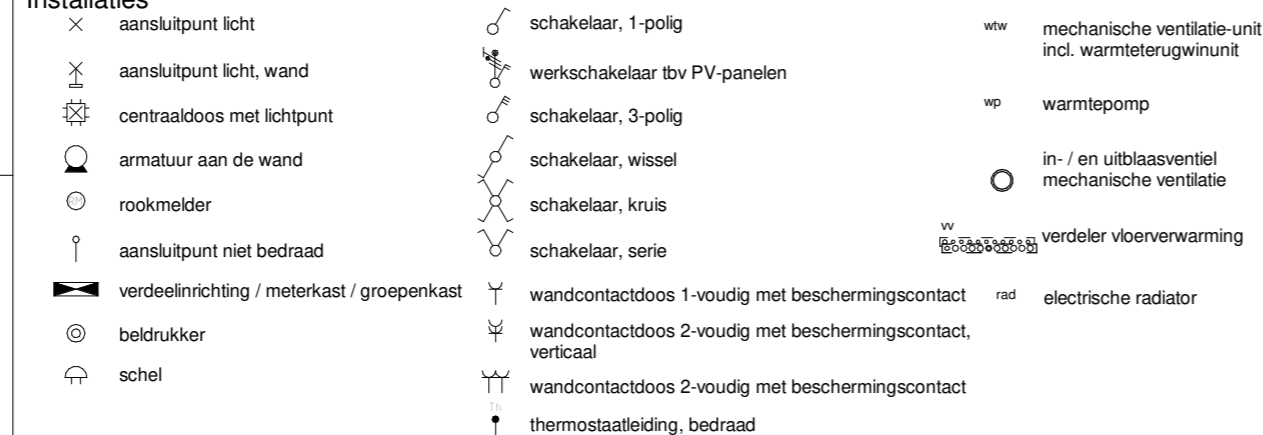 Installaties
aansluitpunt licht
aansluitpunt licht, wand
centraaldoos met lichtpunt
armatuur aan de wand
RM
rookmelder
aansluitpunt niet bedraad
verdeelinrichting / meterkast / groepenkast
beldrukker
schel
schakelaar, 1-polig
werkschakelaar tbv PV-panelen
schakelaar, 3-polig
schakelaar, wissel
schakelaar, kruis
schakelaar, serie
wandcontactdoos 1-voudig met beschermingscontact
wandcontactdoos 2-voudig met beschermingscontact,
verticaal
wandcontactdoos 2-voudig met beschermingscontact
Th
thermostaatleiding, bedraad
wtw mechanische ventilatie-unit
incl. warmteterugwinunit
wp warmtepomp
in- / en uitblaasventiel
mechanische ventilatie
vv
verdeler vloerverwarming
rad electrische radiator